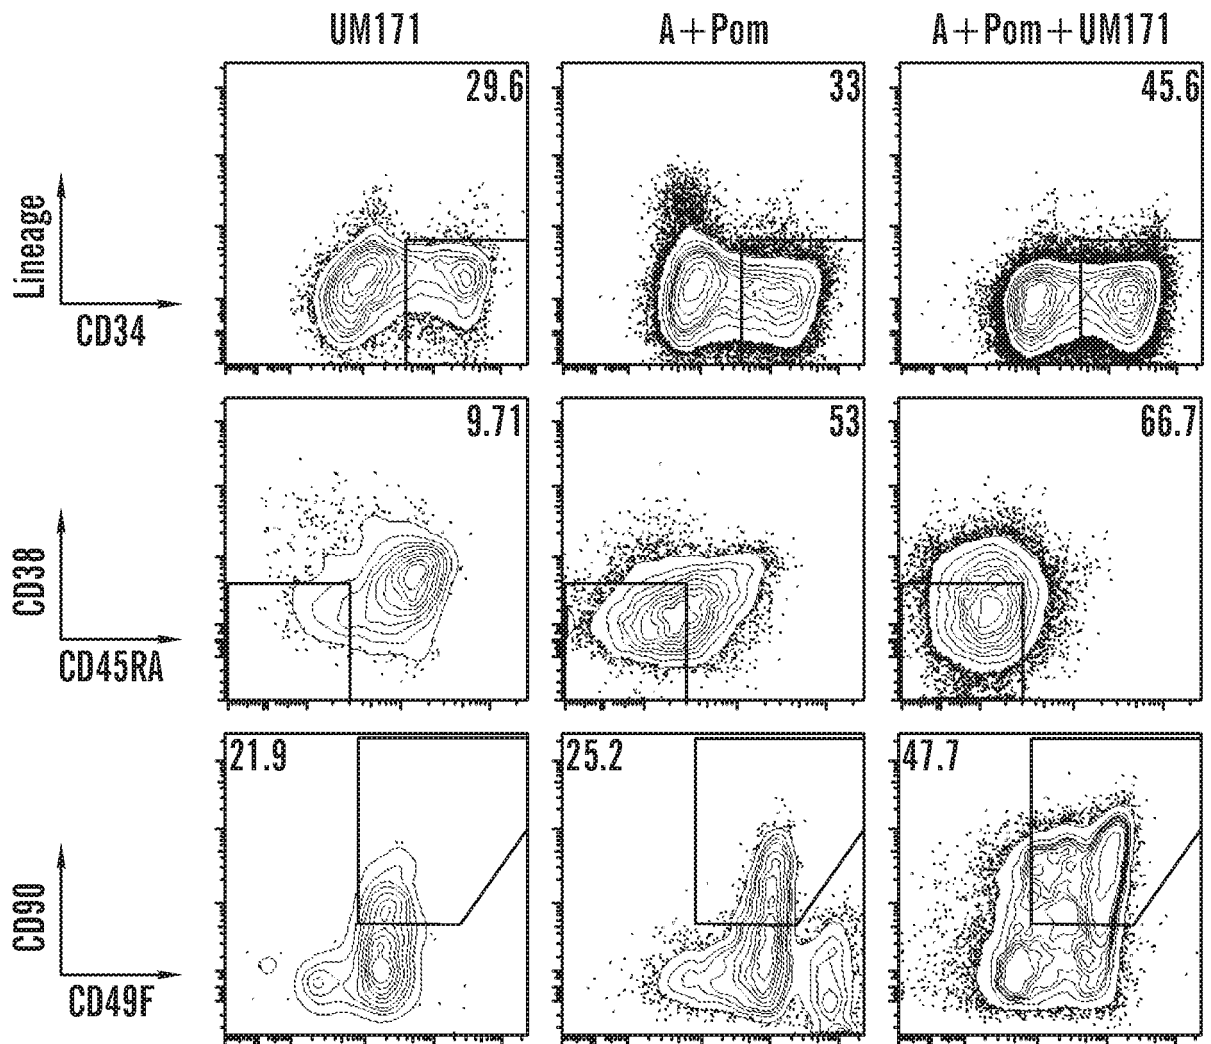 UM171 A+Pom A+Pom+UM171
29.6 33 45.6
Lineage
CD34
9.71 53 66.7
CD38
CD45RA
21.9 25.2 47.7
CD90
CD49F